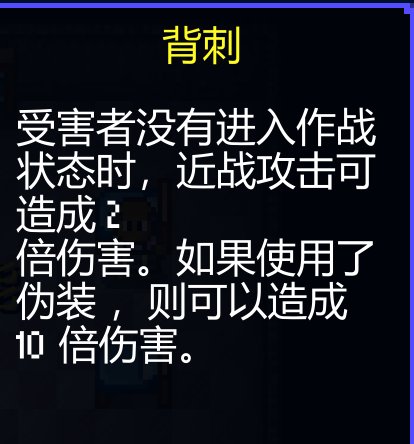 背刺
受害者没有进入作战
状态时，近战攻击可
造成 2
倍伤害。如果使用了
伪装 ，则可以造成
10 倍伤害。